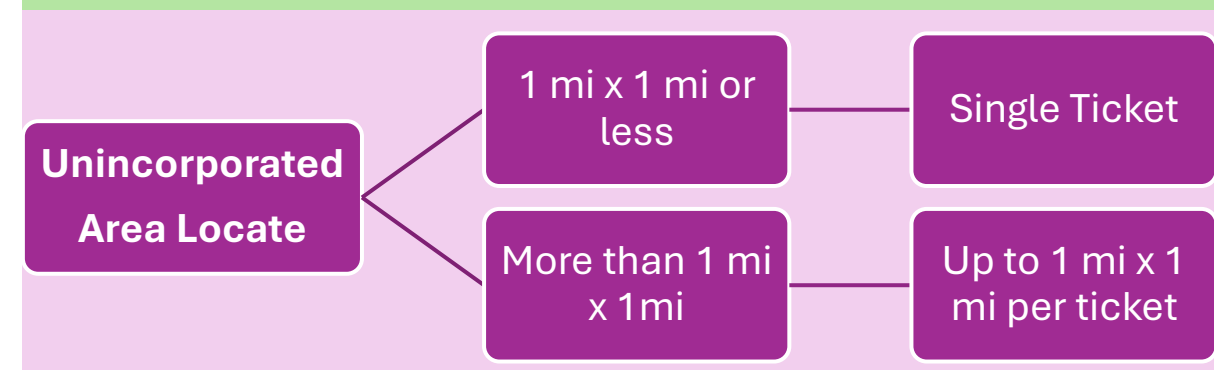 Unincorporated
Area Locate
1 mi x 1 mi or
less
Single Ticket
More than 1 mi
x 1mi
Up to 1 mi x 1
mi per ticket